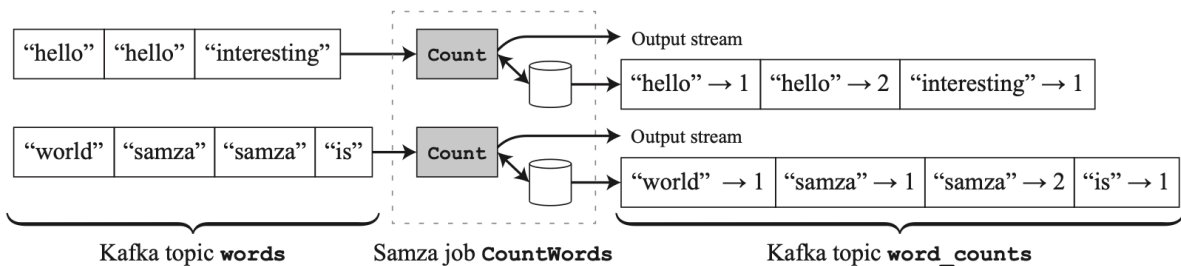 “hello” “hello” “interesting” Count Output stream
“hello” → 1 “hello” → 2 “interesting” → 1
“world” “samza” “samza” “is” Count Output stream
“world” → 1 “samza” → 1 “samza” → 2 “is” → 1
Kafka topic words Samza job CountWords Kafka topic word_counts